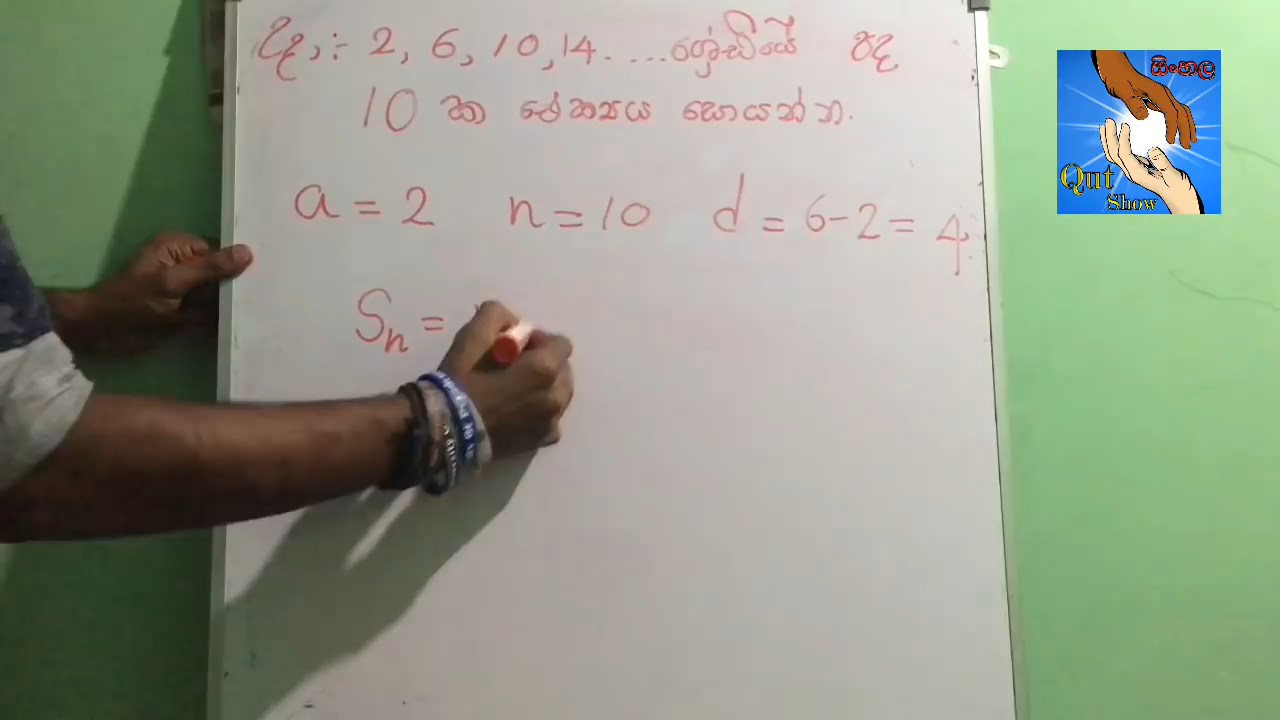 උදා:- 2, 6, 10, 14. ....ශ්‍රේඪියේ පද
10 ක ඓක්‍යය සොයන්න.
a = 2 n = 10 d = 6-2 = 4
Sn =
සිංහල
Qut
Show